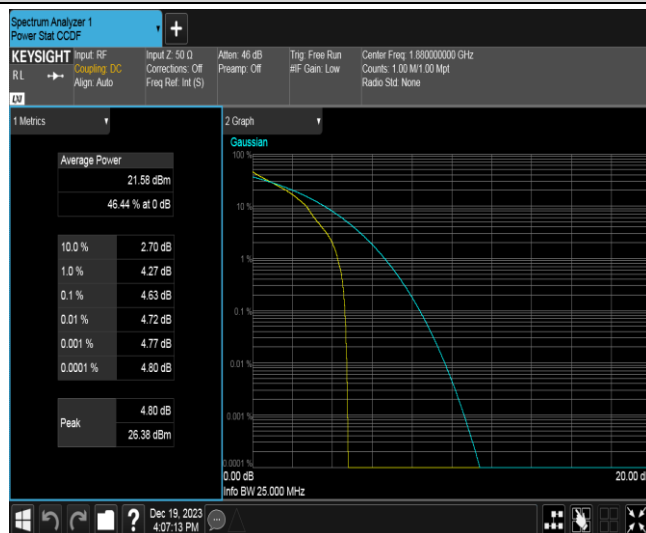 Spectrum Analyzer 1
Power Stat CCDF
KEYSIGHT
RL
LXI
Input: RF
Coupling: DC
Align: Auto
Input Z: 50 Ω
Corrections: Off
Freq Ref: Int (S)
Atten: 46 dB
Preamp: Off
Trig: Free Run
#IF Gain: Low
Center Freq: 1.880000000 GHz
Counts: 1.00 M/1.00 Mpt
Radio Std: None
1 Metrics
Average Power
21.58 dBm
46.44 % at 0 dB
10.0 % 2.70 dB
1.0 % 4.27 dB
0.1 % 4.63 dB
0.01 % 4.72 dB
0.001 % 4.77 dB
0.0001 % 4.80 dB
Peak
4.80 dB
26.38 dBm
2 Graph
Gaussian
100 %
10 %
1 %
0.1 %
0.01 %
0.001 %
0.0001 %
0.00 dB
20.00 d
Info BW 25.000 MHz
?
Dec 19, 2023
4:07:13 PM